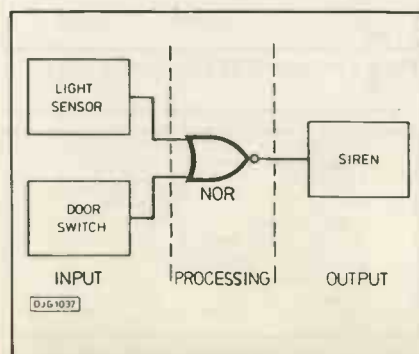 LIGHT
SENSOR
DOOR
SWITCH
NOR
SIREN
INPUT
PROCESSING
OUTPUT
DJG1037